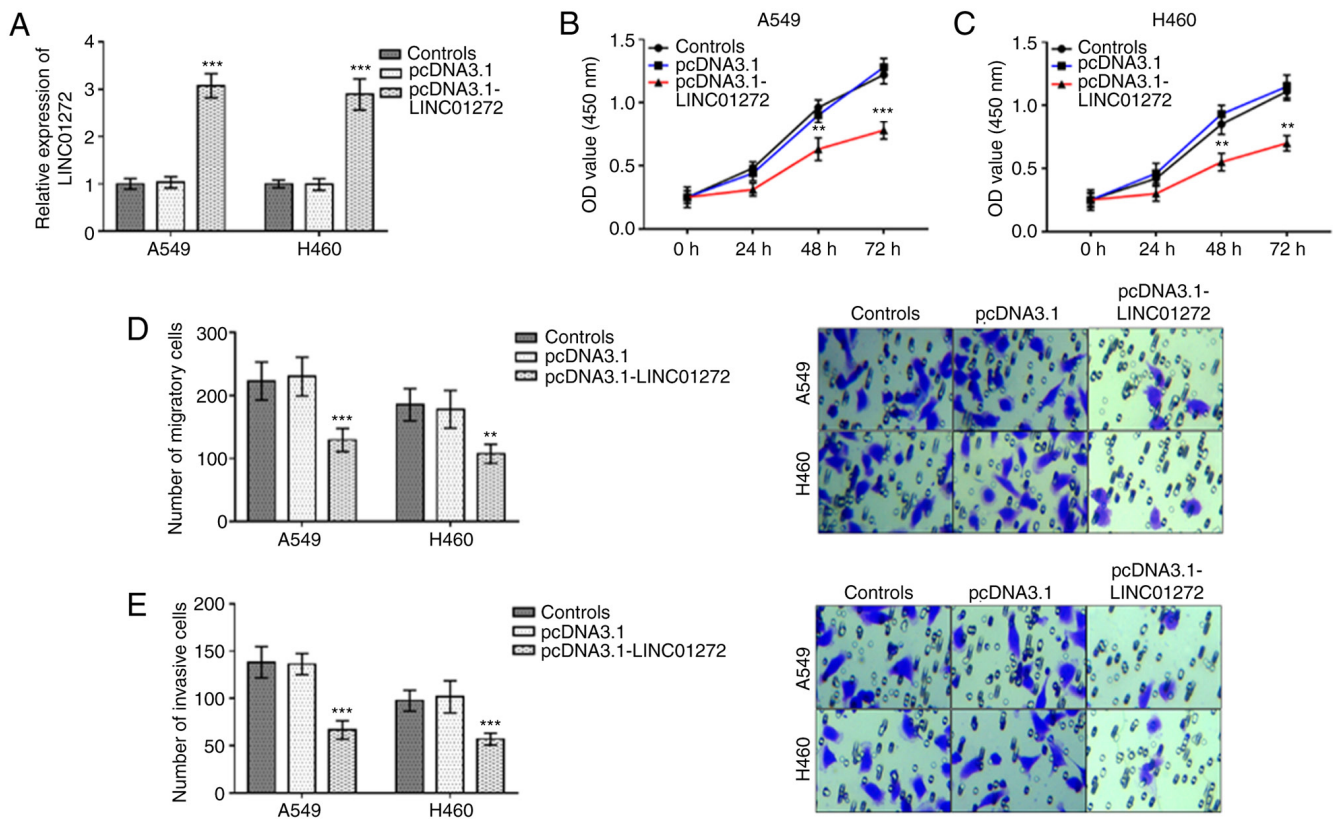 A
Relative expression of
LINC01272
4
3
2
1
0
***
***
A549
H460
Controls
pcDNA3.1
pcDNA3.1-
LINC01272
B
A549
OD value (450 nm)
1.5
1.0
0.5
0.0
Controls
pcDNA3.1
pcDNA3.1-
LINC01272
**
***
0 h
24 h
48 h
72 h
C
H460
OD value (450 nm)
1.5
1.0
0.5
0.0
Controls
pcDNA3.1
pcDNA3.1-
LINC01272
**
**
0 h
24 h
48 h
72 h
D
Number of migratory cells
300
200
100
0
***
**
A549
H460
Controls
pcDNA3.1
pcDNA3.1-LINC01272
Controls
pcDNA3.1
pcDNA3.1-
LINC01272
A549
H460
E
Number of invasive cells
200
150
100
50
0
***
***
A549
H460
Controls
pcDNA3.1
pcDNA3.1-LINC01272
Controls
pcDNA3.1
pcDNA3.1-
LINC01272
A549
H460